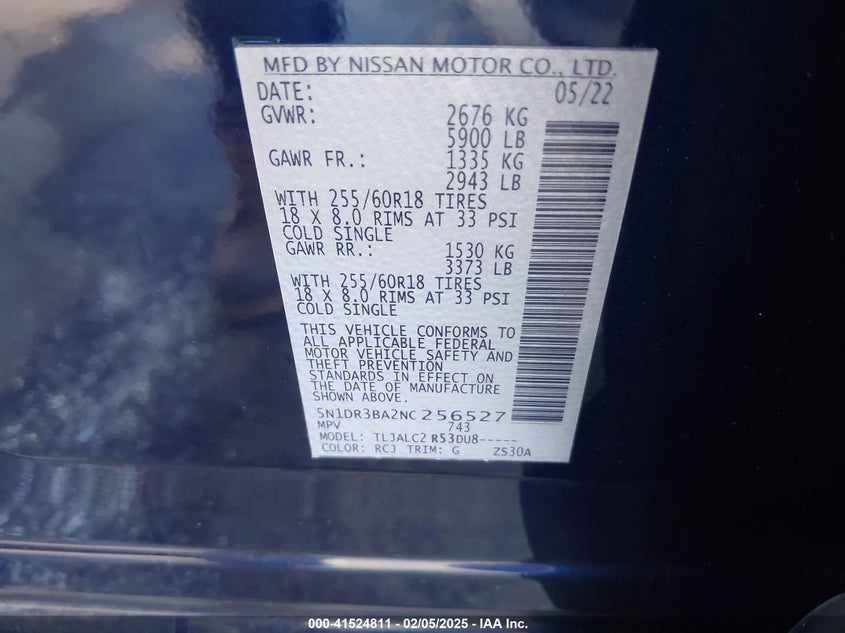 MFD BY NISSAN MOTOR CO., LTD.
DATE: 05/22
GVWR: 2676 KG
5900 LB
GAWR FR.: 1335 KG
2943 LB
WITH 255/60R18 TIRES
18 X 8.0 RIMS AT 33 PSI
COLD SINGLE
GAWR RR.: 1530 KG
3373 LB
WITH 255/60R18 TIRES
18 X 8.0 RIMS AT 33 PSI
COLD SINGLE
THIS VEHICLE CONFORMS TO
ALL APPLICABLE FEDERAL
MOTOR VEHICLE SAFETY AND
THEFT PREVENTION
STANDARDS IN EFFECT ON
THE DATE OF MANUFACTURE
SHOWN ABOVE.
5N1DR3BA2NC256527
MPV 743
MODEL: TLJALC2 R53DU8-----
COLOR: RCJ TRIM: G ZS30A
000-41524811 - 02/05/2025 - IAA Inc.